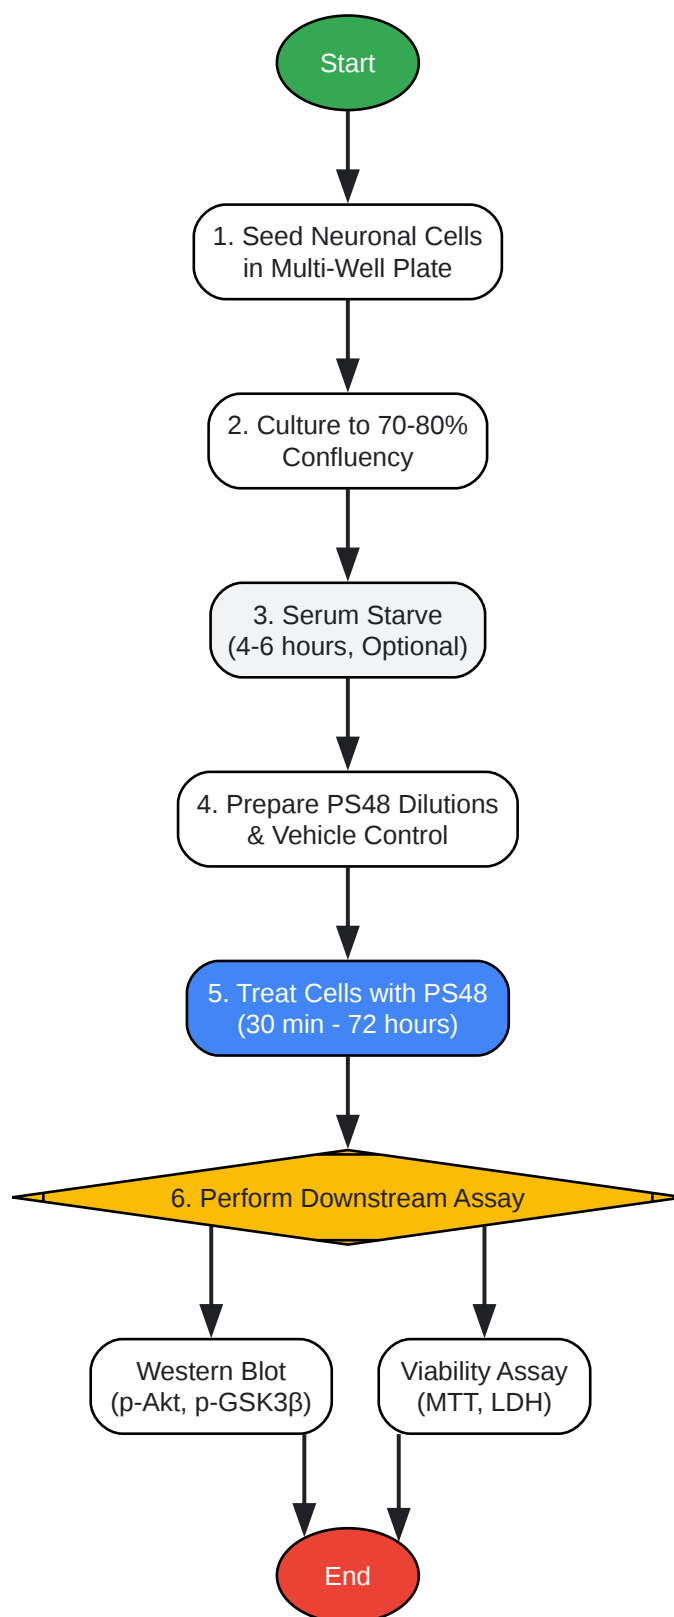 Start
1. Seed Neuronal Cells
in Multi-Well Plate
2. Culture to 70-80%
Confluency
3. Serum Starve
(4-6 hours, Optional)
4. Prepare PS48 Dilutions
& Vehicle Control
5. Treat Cells with PS48
(30 min - 72 hours)
6. Perform Downstream Assay
Western Blot
(p-Akt, p-GSK3β)
Viability Assay
(MTT, LDH)
End